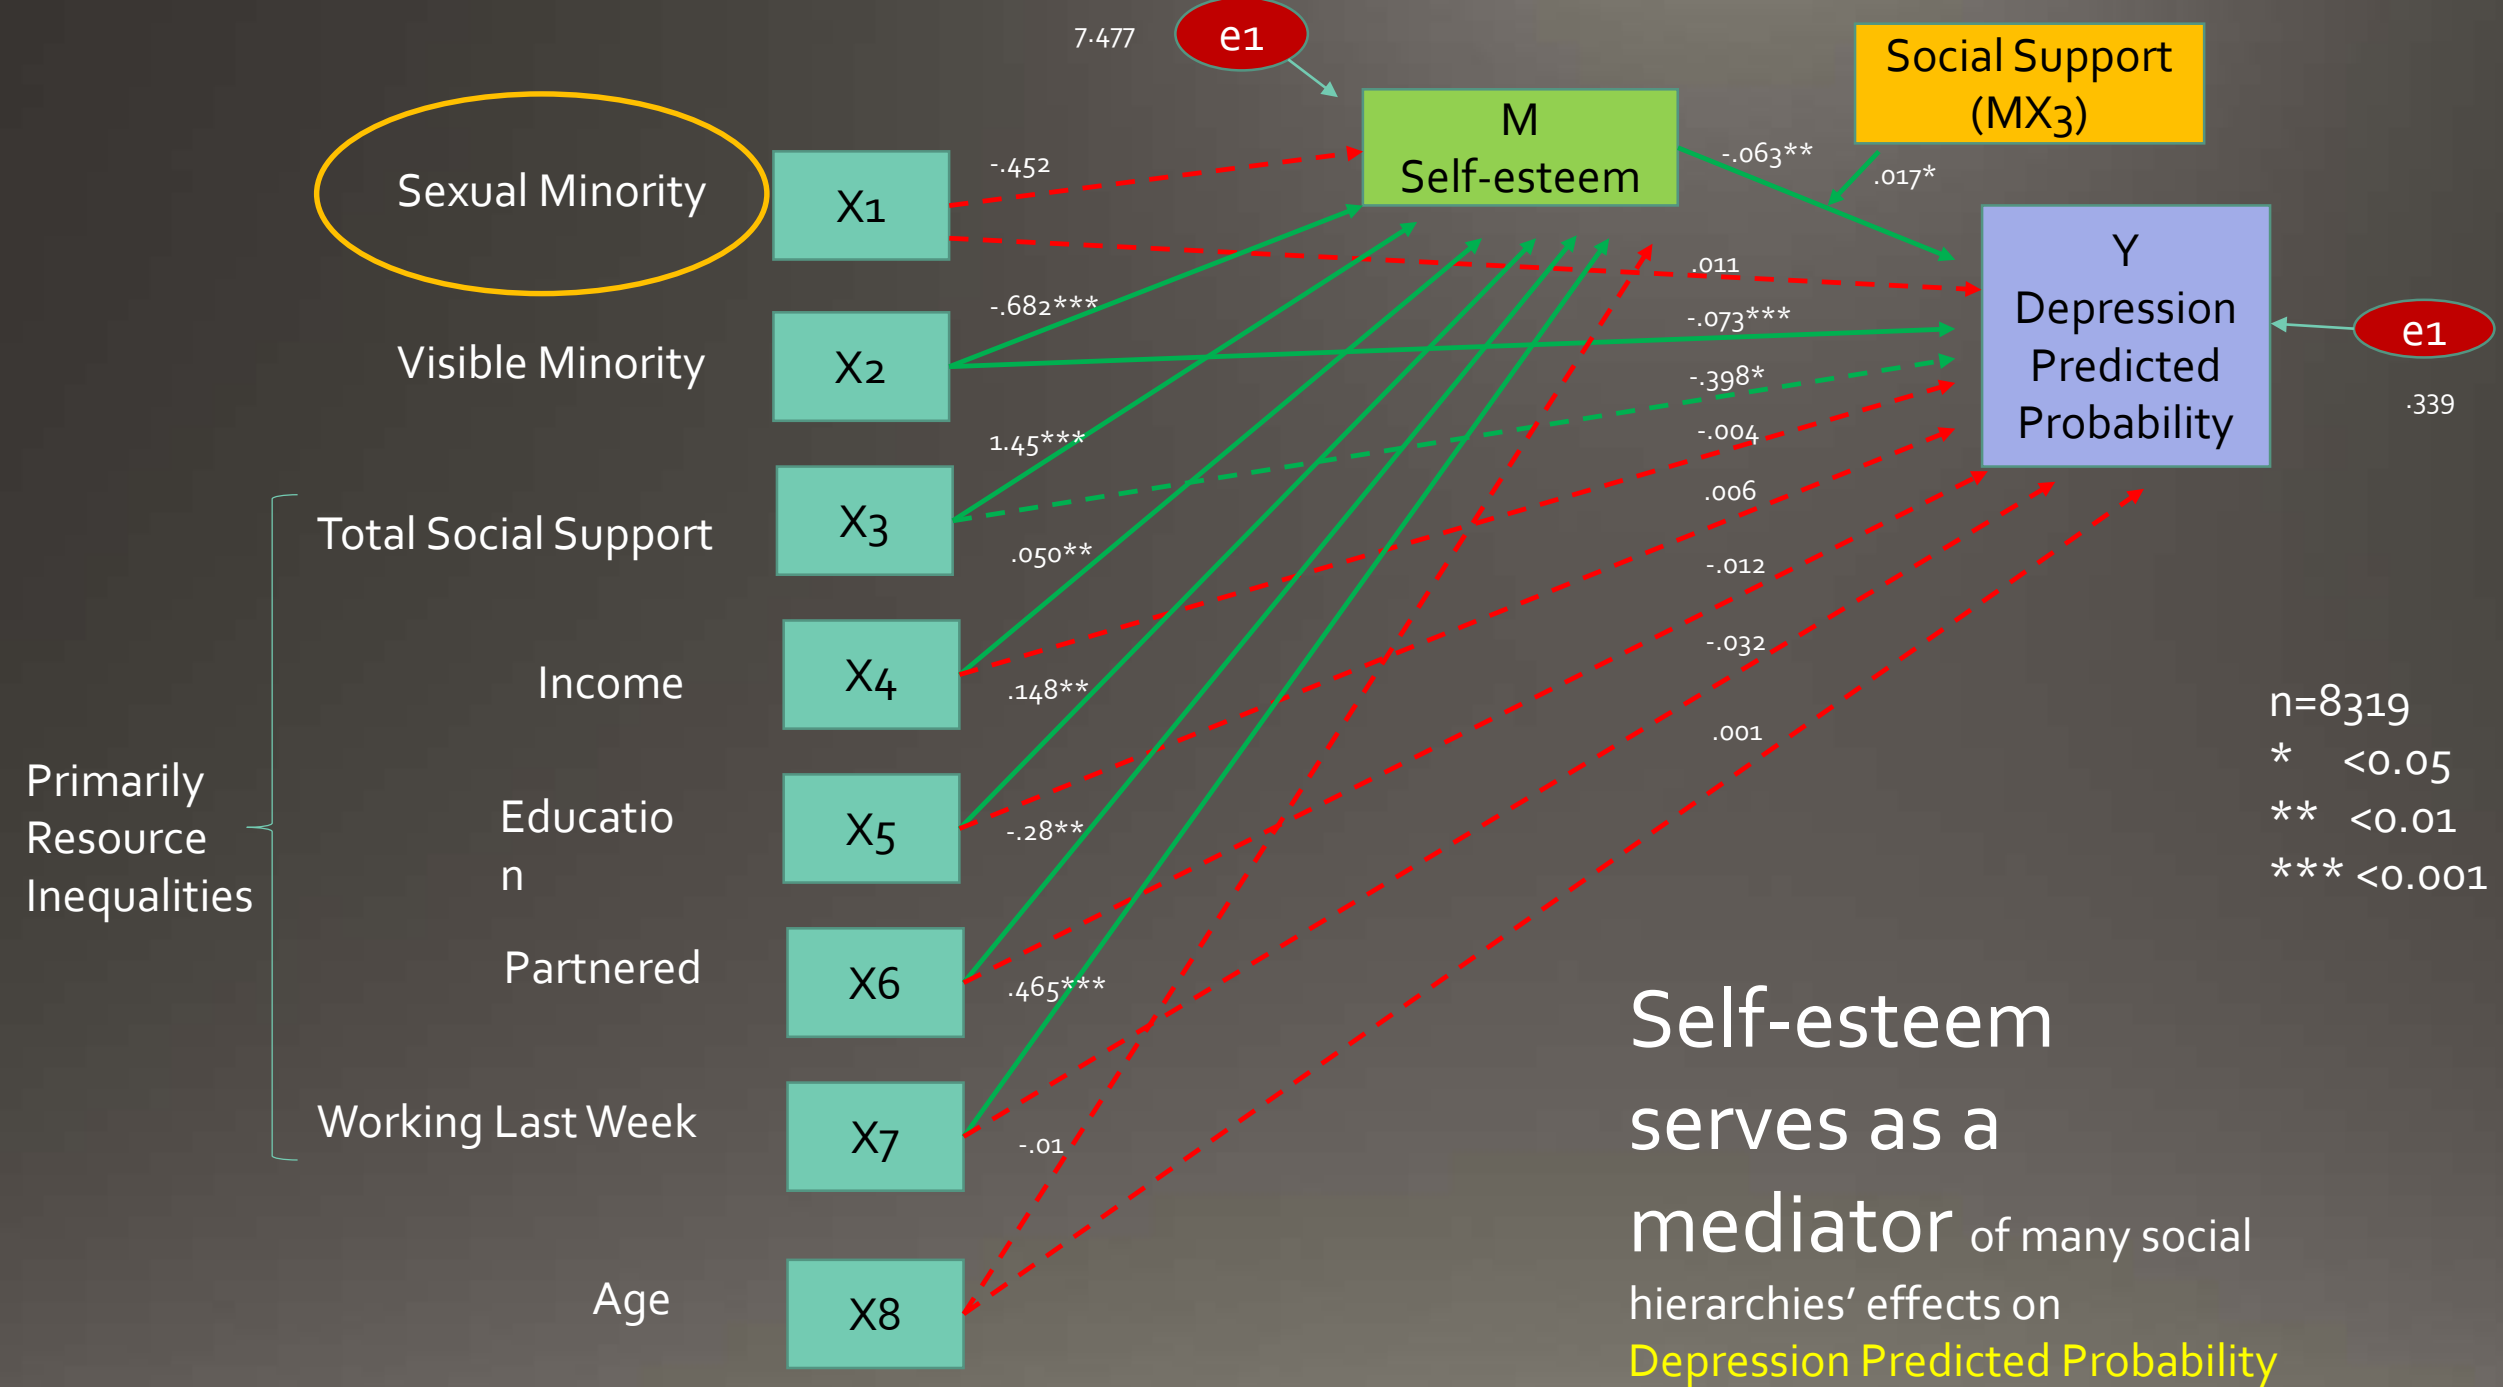 7.477
e1
Social Support
(MX3)
M
Self-esteem
-.063**
.017*
Sexual Minority
X1
-.452
.011
Y
Depression
Predicted
Probability
e1
.339
Visible Minority
X2
-.682***
-.073***
Total Social Support
X3
1.45***
-.398*
Income
X4
.050**
-.004
Educatio
n
X5
.148**
.006
Partnered
X6
-.28**
-.012
Working Last Week
X7
.465***
-.032
Age
X8
-.01
.001
Primarily
Resource
Inequalities
n=8319
* <0.05
** <0.01
*** <0.001
Self-esteem
serves as a
mediator of many social
hierarchies’ effects on
Depression Predicted Probability